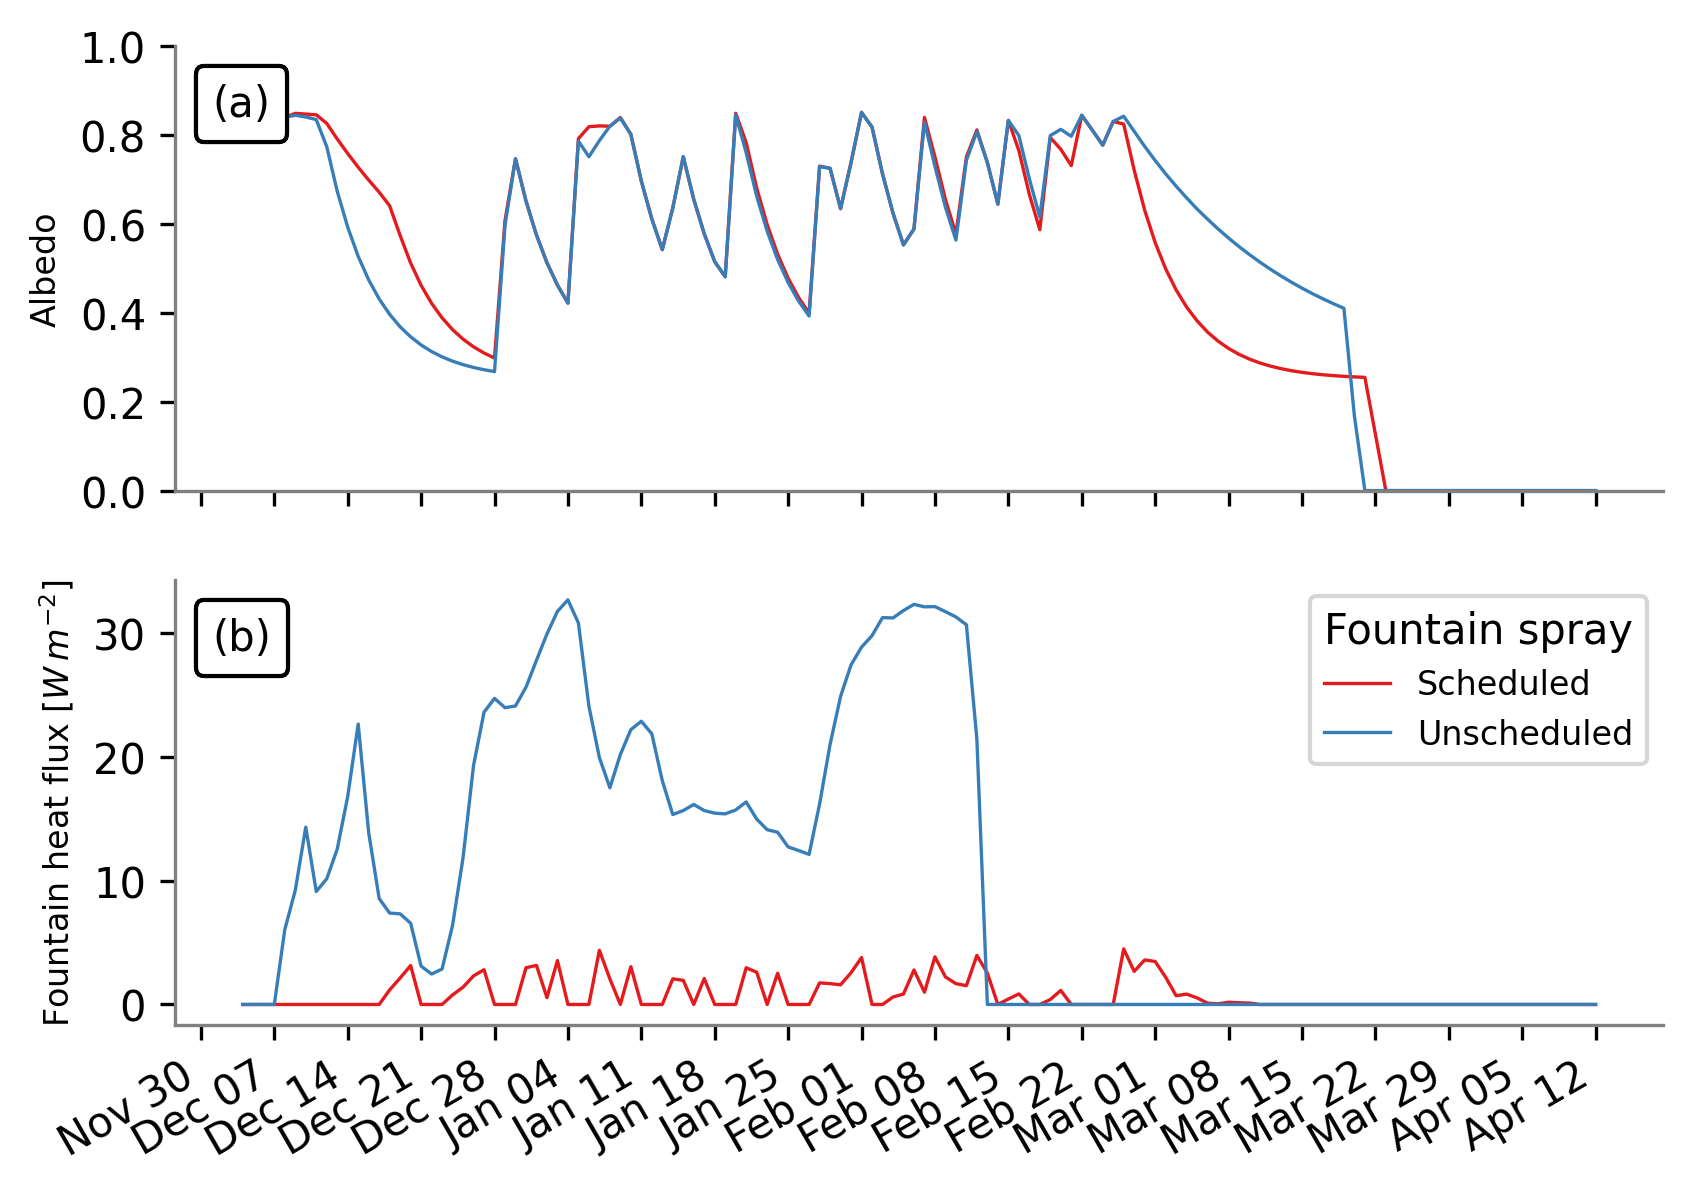 (a)
Albedo
1.0
0.8
0.6
0.4
0.2
0.0
(b)
Fountain heat flux [W m⁻²]
30
20
10
0
Fountain spray
Scheduled
Unscheduled
Nov 30
Dec 07
Dec 14
Dec 21
Dec 28
Jan 04
Jan 11
Jan 18
Jan 25
Feb 01
Feb 08
Feb 15
Feb 22
Mar 01
Mar 08
Mar 15
Mar 22
Mar 29
Apr 05
Apr 12